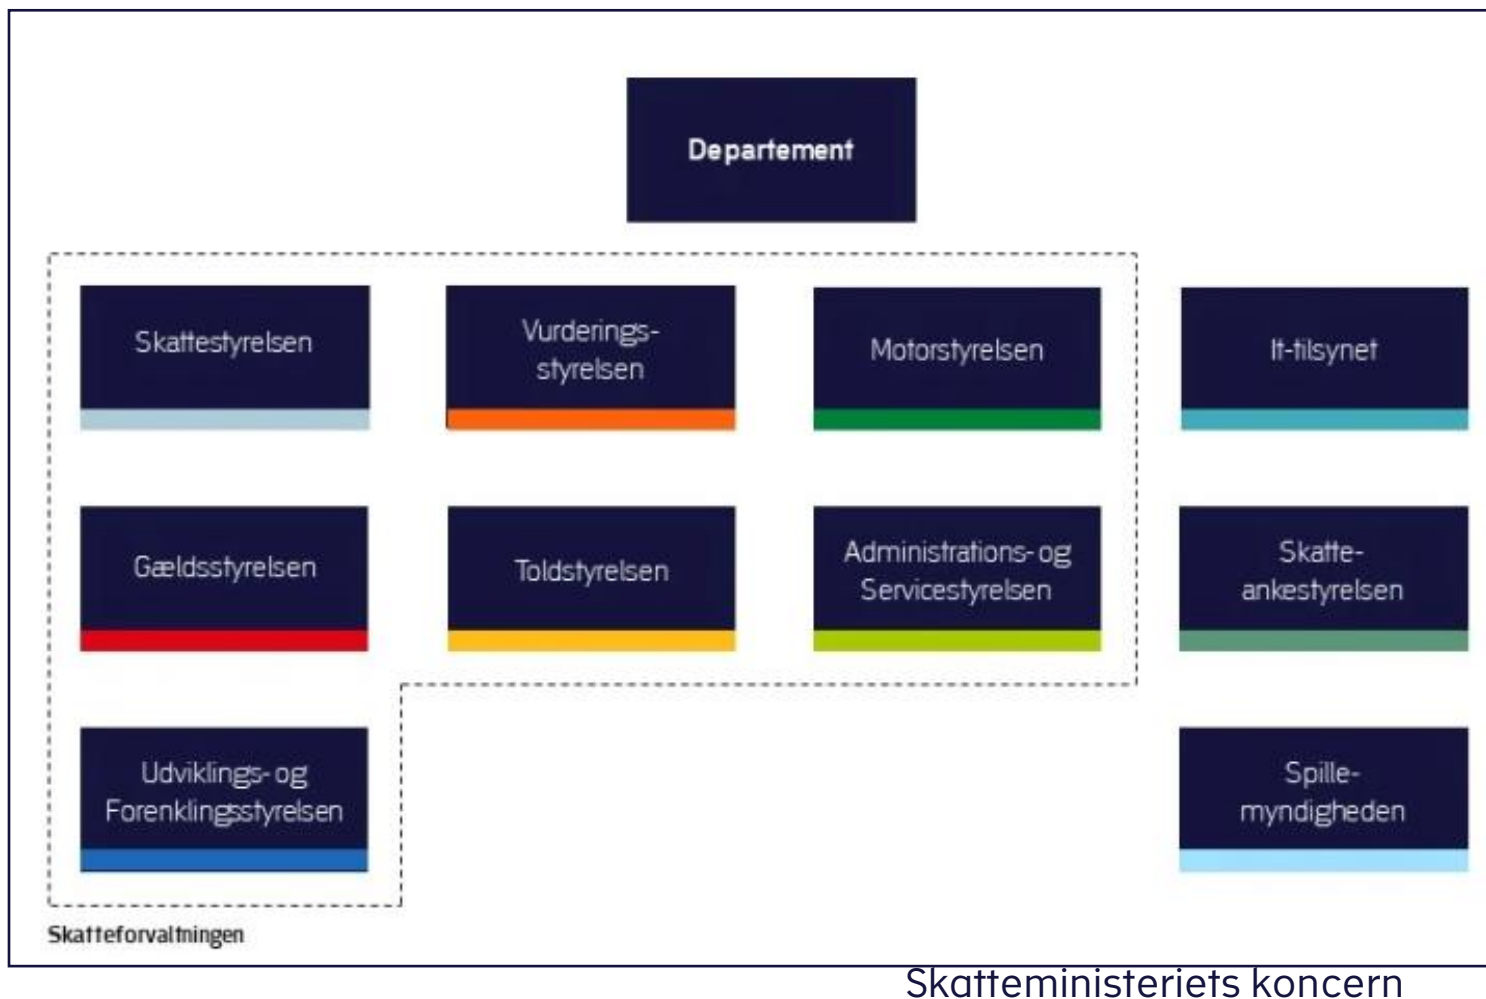 Departement
Skattestyrelsen
Vurderings-
styrelsen
Motorstyrelsen
It-tilsynet
Gældsstyrelsen
Toldstyrelsen
Administrations- og
Servicestyrelsen
Skatte-
ankestyrelsen
Udviklings- og
Forenklingsstyrelsen
Spille-
myndigheden
Skatteforvaltningen
Skatteministeriets koncern